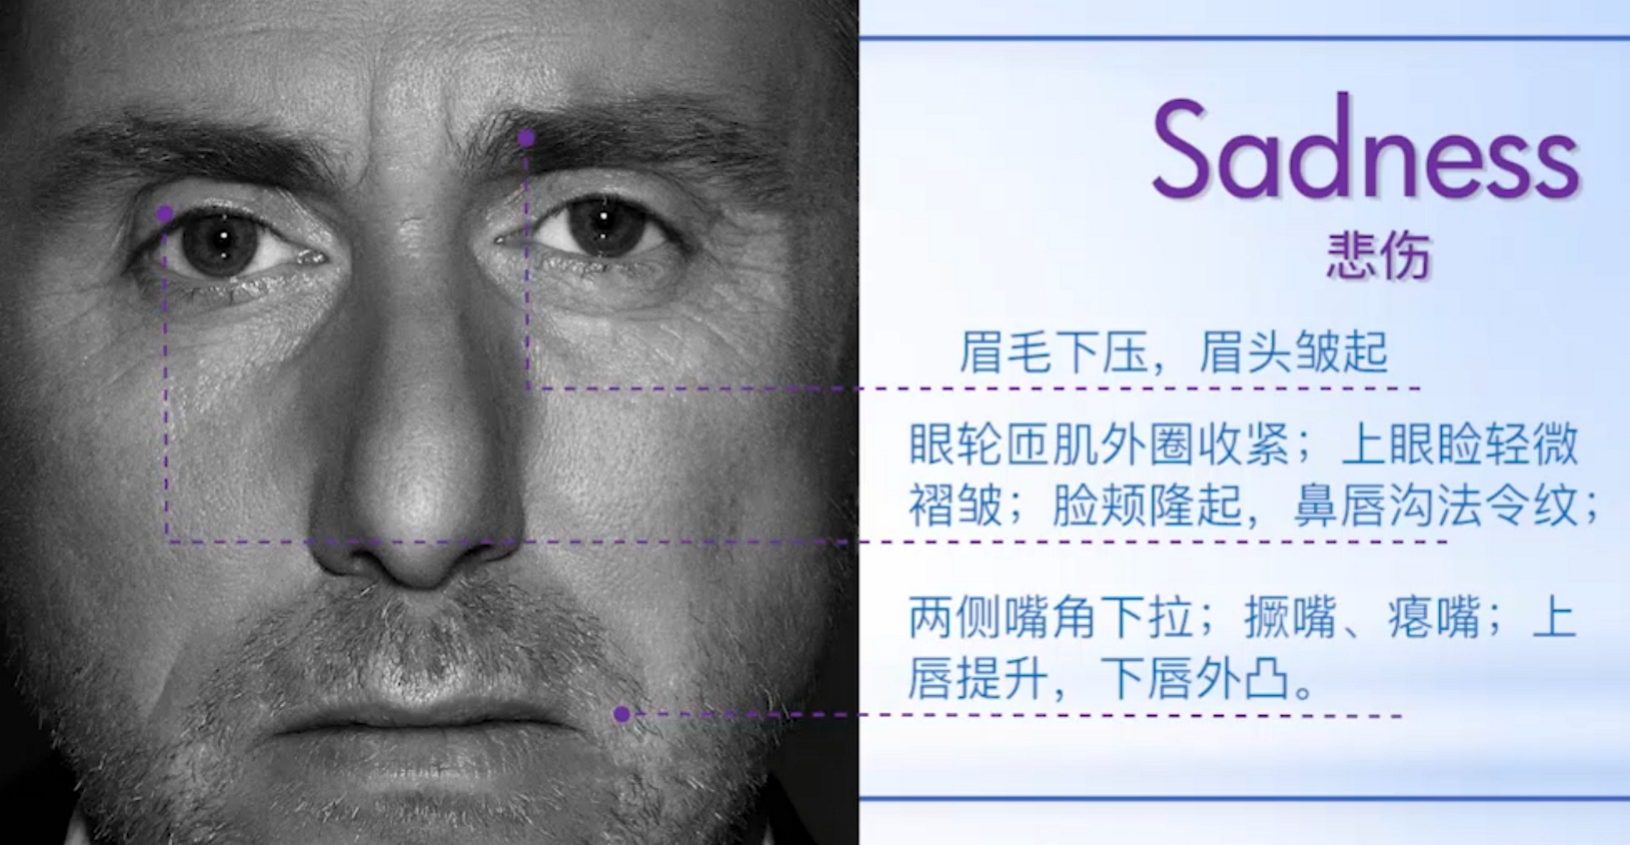 Sadness
悲伤
眉毛下压，眉头皱起
眼轮匝肌外圈收紧；上眼睑轻微
褶皱；脸颊隆起，鼻唇沟法令纹；
两侧嘴角下拉；撅嘴、瘪嘴；上
唇提升，下唇外凸。